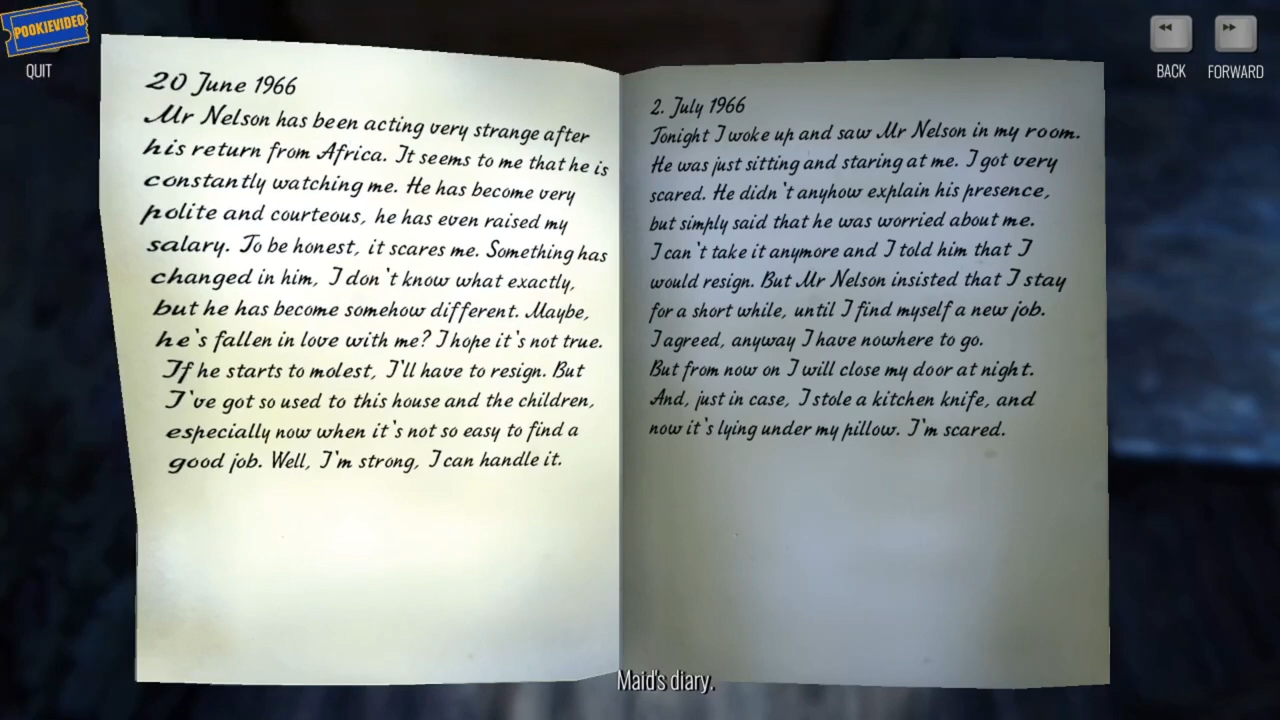 POOKIEVIDEO
QUIT
BACK
FORWARD
20 June 1966
Mr Nelson has been acting very strange after
his return from Africa. It seems to me that he is
constantly watching me. He has become very
polite and courteous, he has even raised my
salary. To be honest, it scares me. Something has
changed in him, I don't know what exactly,
but he has become somehow different. Maybe,
he's fallen in love with me? I hope it's not true.
If he starts to molest, I'll have to resign. But
I've got so used to this house and the children,
especially now when it's not so easy to find a
good job. Well, I'm strong, I can handle it.
2. July 1966
Tonight I woke up and saw Mr Nelson in my room.
He was just sitting and staring at me. I got very
scared. He didn't anyhow explain his presence,
but simply said that he was worried about me.
I can't take it anymore and I told him that I
would resign. But Mr Nelson insisted that I stay
for a short while, until I find myself a new job.
I agreed, anyway I have nowhere to go.
But from now on I will close my door at night.
And, just in case, I stole a kitchen knife, and
now it's lying under my pillow. I'm scared.
Maid's diary.